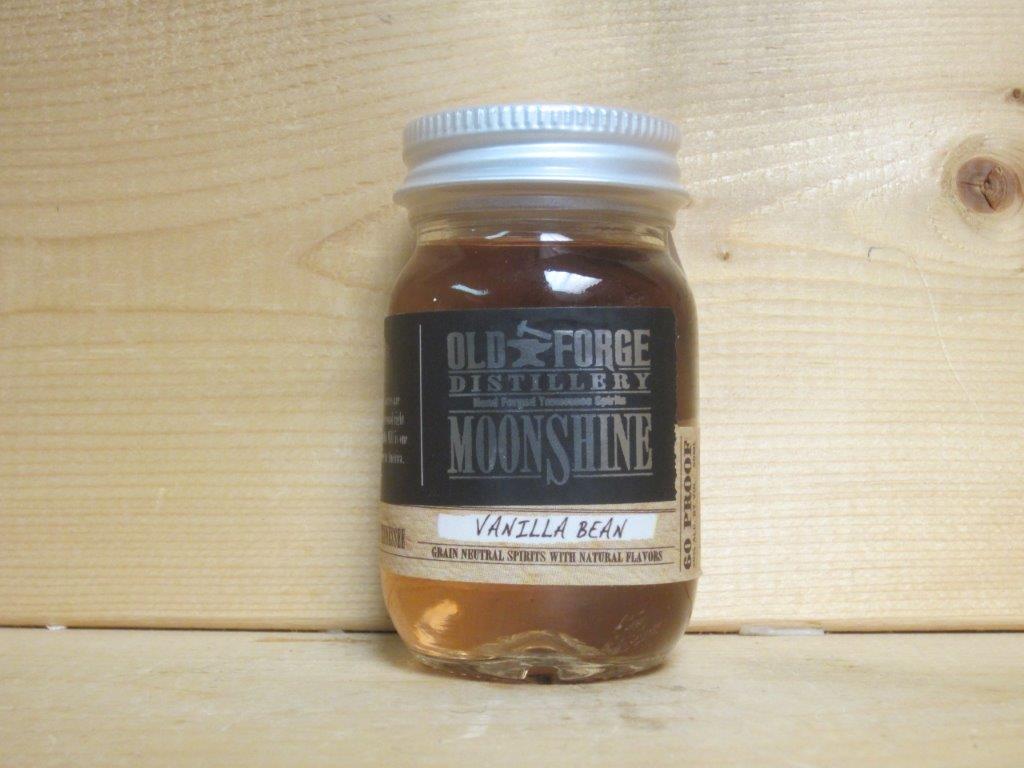 OLD FORGE
DISTILLERY
Hand Forged Tennessee Spirits
MOONSHINE
VANILLA BEAN
GRAIN NEUTRAL SPIRITS WITH NATURAL FLAVORS
60 PROOF